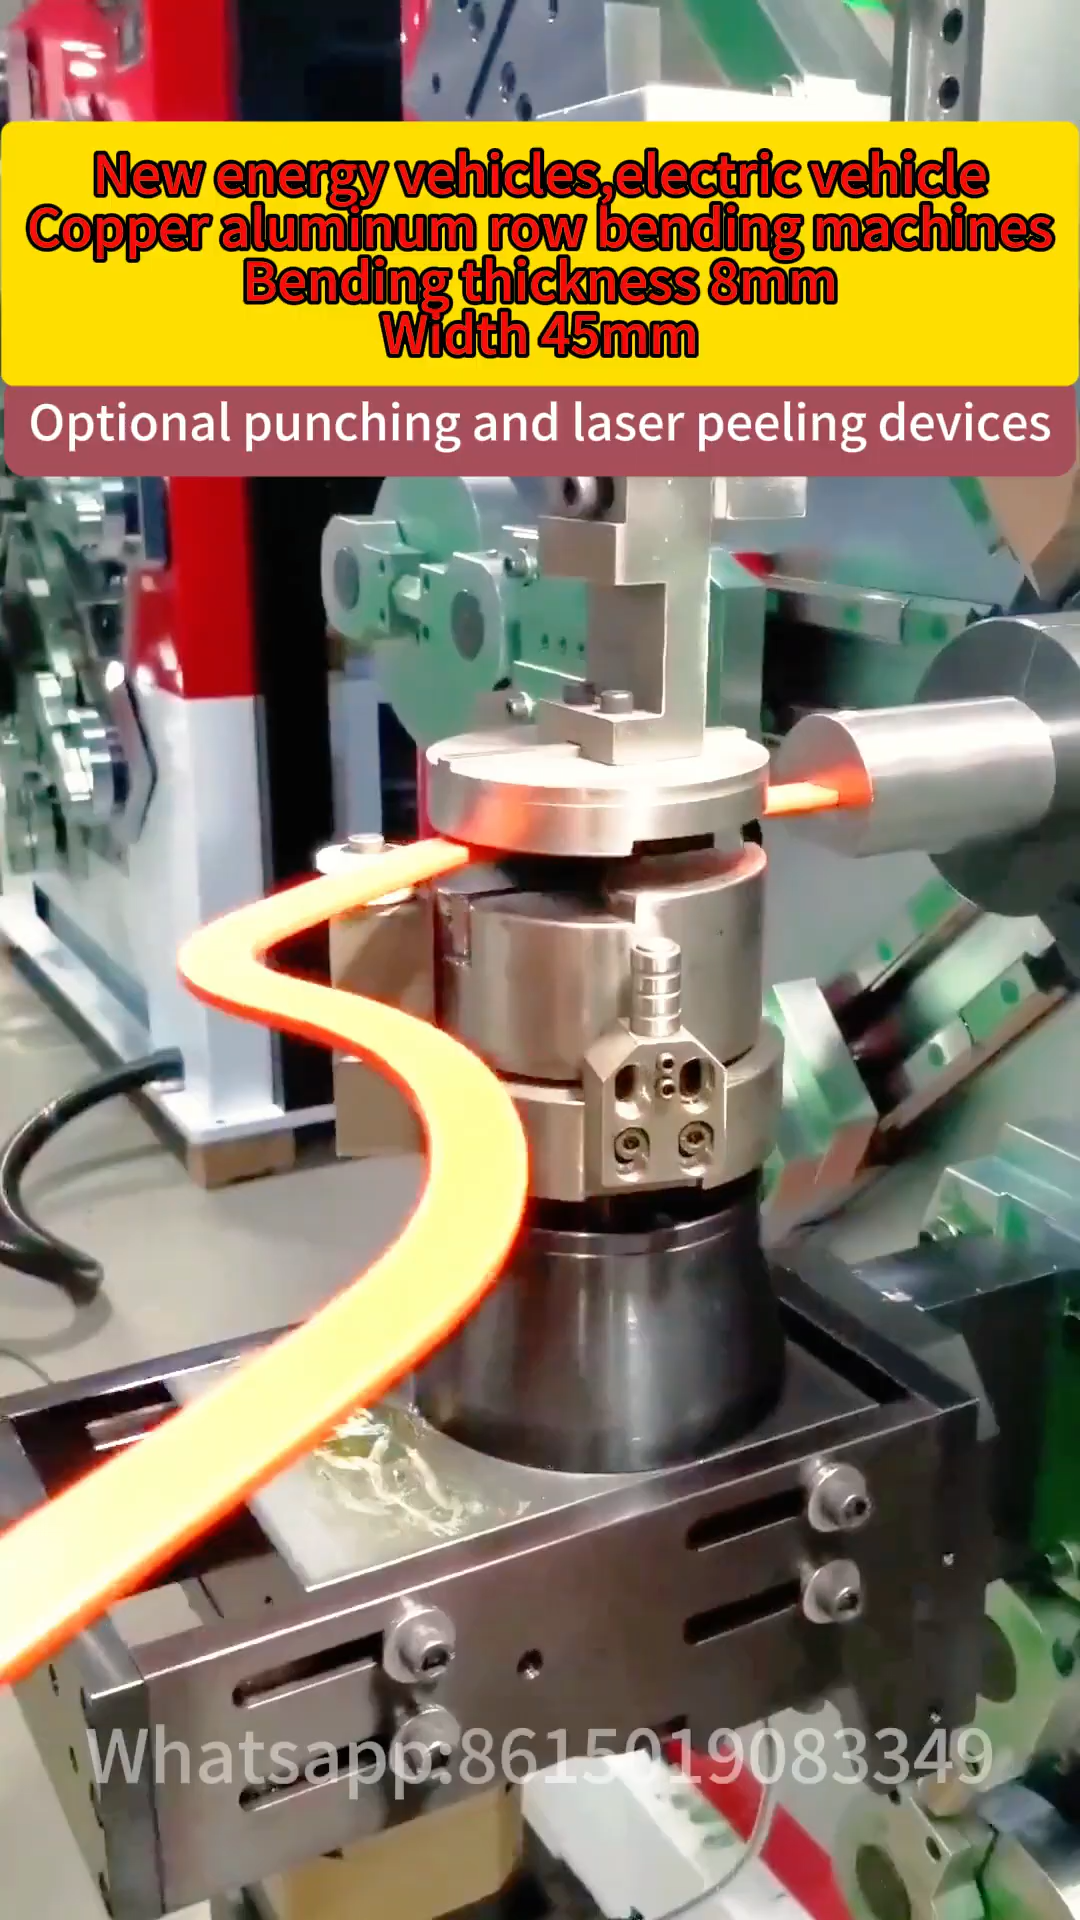 New energy vehicles,electric vehicle
Copper aluminum row bending machines
Bending thickness 8mm
Width 45mm
Optional punching and laser peeling devices
Whatsapp:8615019083349